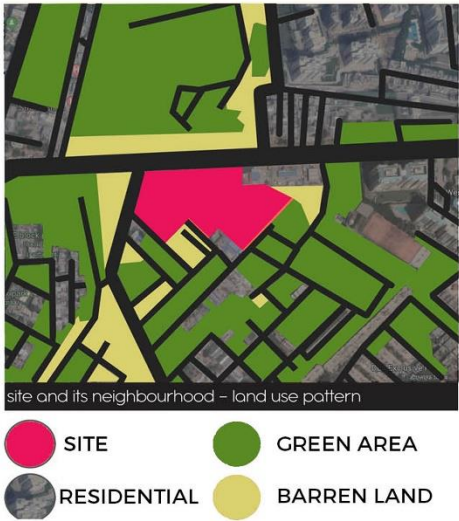 site and its neighbourhood – land use pattern
SITE
GREEN AREA
RESIDENTIAL
BARREN LAND